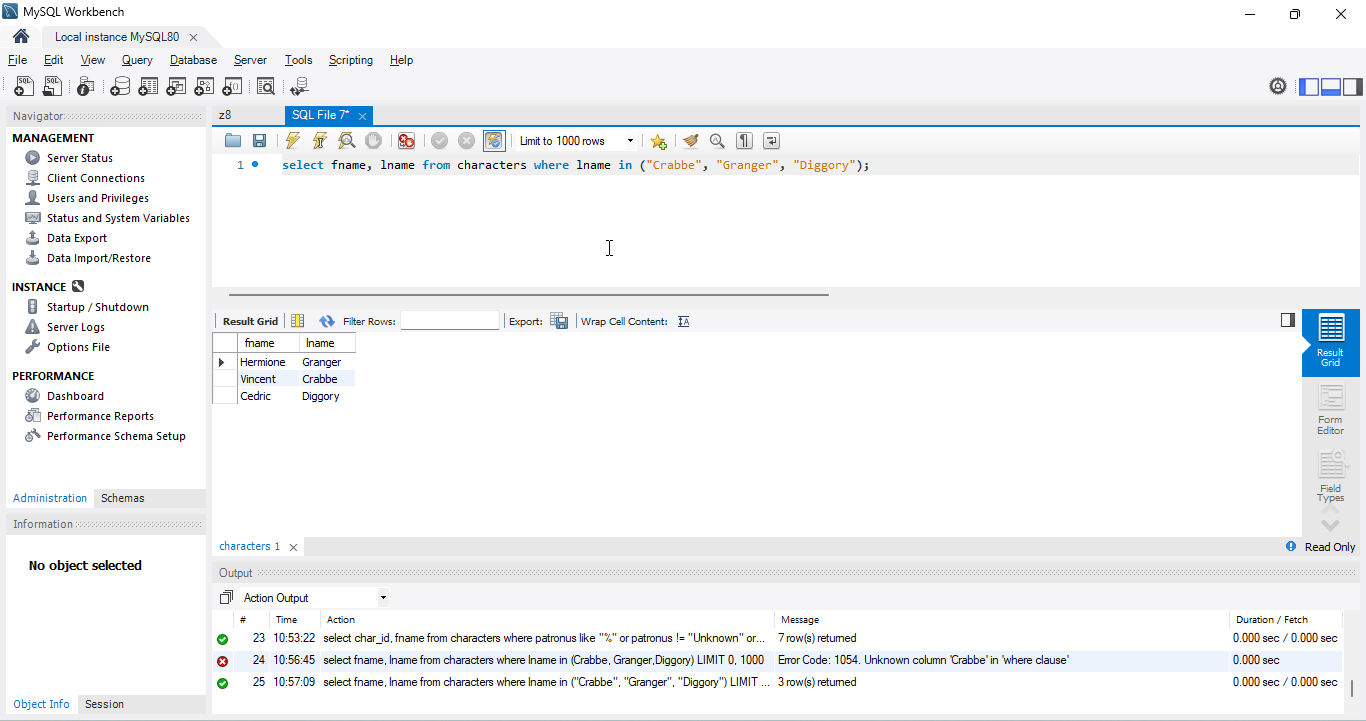 MySQL Workbench
Local instance MySQL80
File Edit View Query Database Server Tools Scripting Help
Navigator
MANAGEMENT
Server Status
Client Connections
Users and Privileges
Status and System Variables
Data Export
Data Import/Restore
INSTANCE
Startup / Shutdown
Server Logs
Options File
PERFORMANCE
Dashboard
Performance Reports
Performance Schema Setup
Administration Schemas
Information
No object selected
Object Info Session
z8 SQL File 7*
Limit to 1000 rows
1 select fname, lname from characters where lname in ("Crabbe", "Granger", "Diggory");
Result Grid Filter Rows: Export: Wrap Cell Content:
fname lname
Hermione Granger
Vincent Crabbe
Cedric Diggory
Result
Grid
Form
Editor
Field
Types
characters 1
Read Only
Output
Action Output
# Time Action Message Duration / Fetch
23 10:53:22 select char_id, fname from characters where patronus like "%" or patronus != "Unknown" or... 7 row(s) returned 0.000 sec / 0.000 sec
24 10:56:45 select fname, lname from characters where lname in (Crabbe, Granger,Diggory) LIMIT 0, 1000 Error Code: 1054. Unknown column 'Crabbe' in 'where clause' 0.000 sec
25 10:57:09 select fname, lname from characters where lname in ("Crabbe", "Granger", "Diggory") LIMIT ... 3 row(s) returned 0.000 sec / 0.000 sec